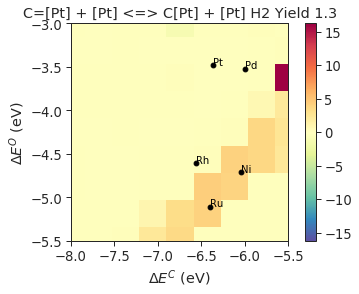 C=[Pt] + [Pt] <=> C[Pt] + [Pt] H2 Yield 1.3
−3.0
−3.5
−4.0
−4.5
−5.0
−5.5
ΔE^O (eV)
Pt
Pd
Rh
Ni
Ru
−8.0 −7.5 −7.0 −6.5 −6.0 −5.5
ΔE^C (eV)
15
10
5
0
−5
−10
−15